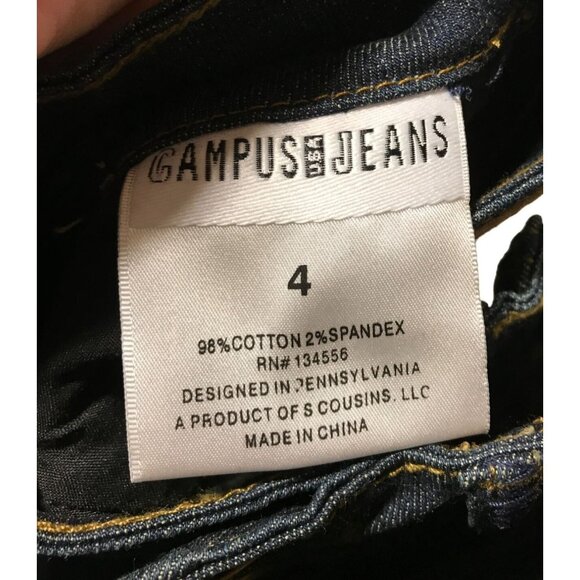 CAMPUS USA JEANS
4
98%COTTON 2%SPANDEX
RN# 134556
DESIGNED IN PENNSYLVANIA
A PRODUCT OF S COUSINS, LLC
MADE IN CHINA